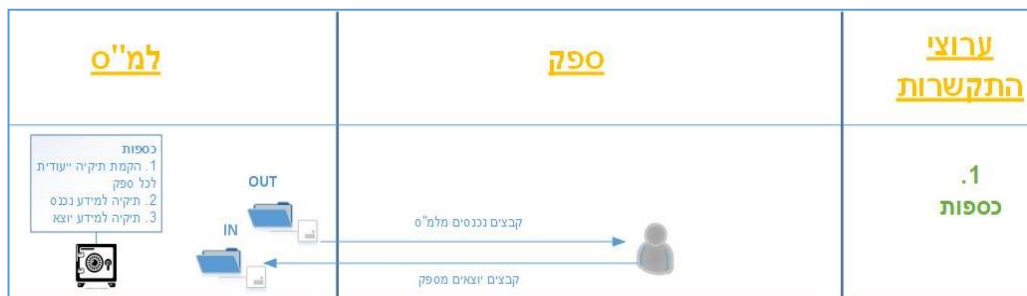 ערוצי
התקשרות
ספק
למ"ס
1.
כספות
קבצים נכנסים מלמ"ס
קבצים יוצאים מספק
OUT
IN
כספות
1. הקמת תיקיה ייעודית
לכל ספק
2. תיקיה למידע נכנס
3. תיקיה למידע יוצא